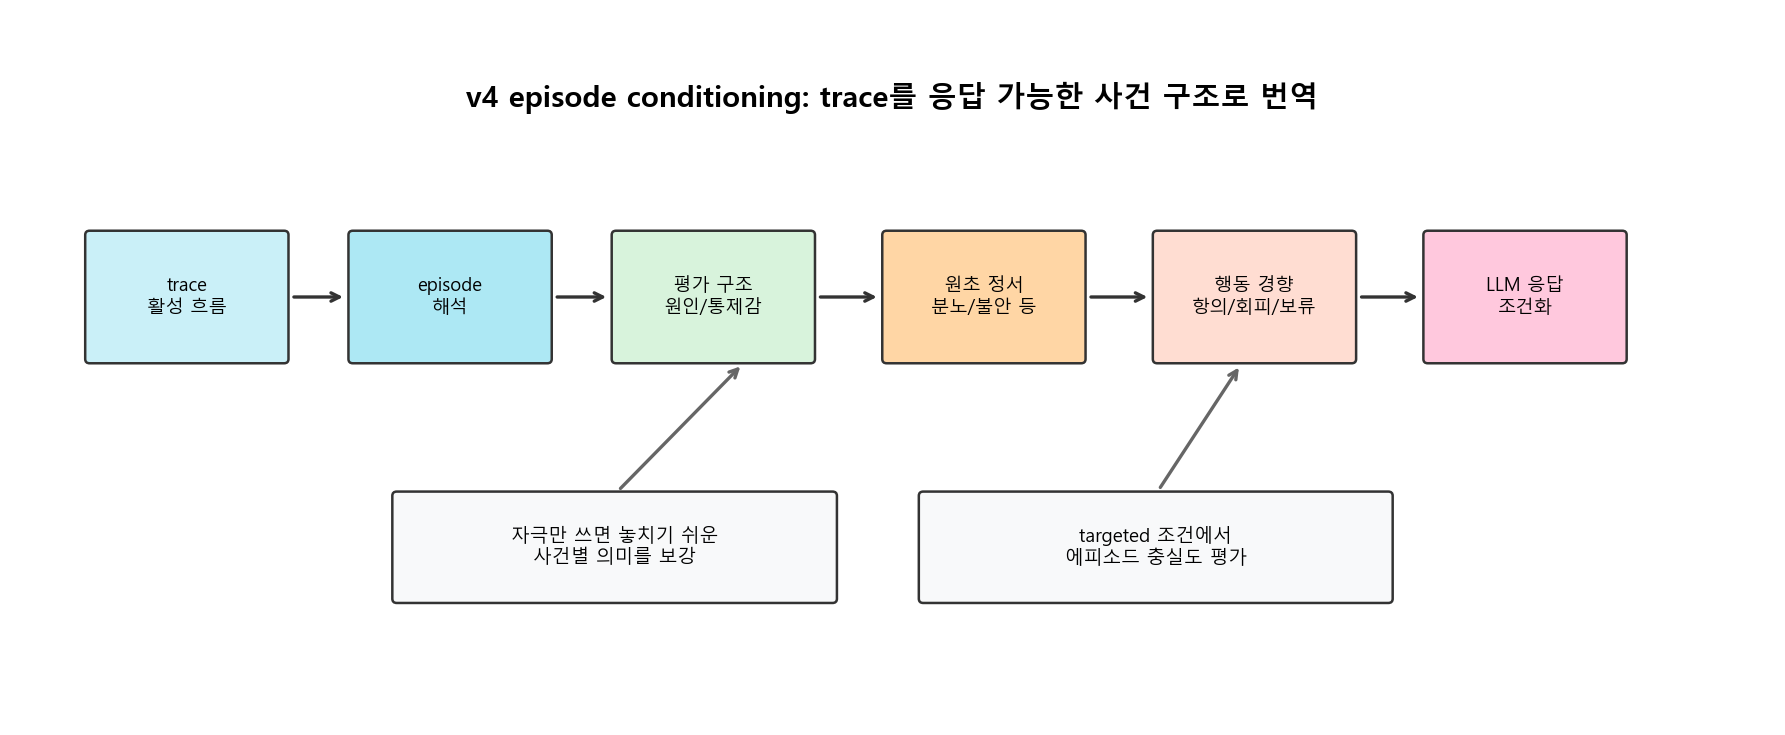 v4 episode conditioning: trace를 응답 가능한 사건 구조로 번역
trace
활성 흐름
episode
해석
평가 구조
원인/통제감
원초 정서
분노/불안 등
행동 경향
항의/회피/보류
LLM 응답
조건화
자극만 쓰면 놓치기 쉬운
사건별 의미를 보강
targeted 조건에서
에피소드 충실도 평가